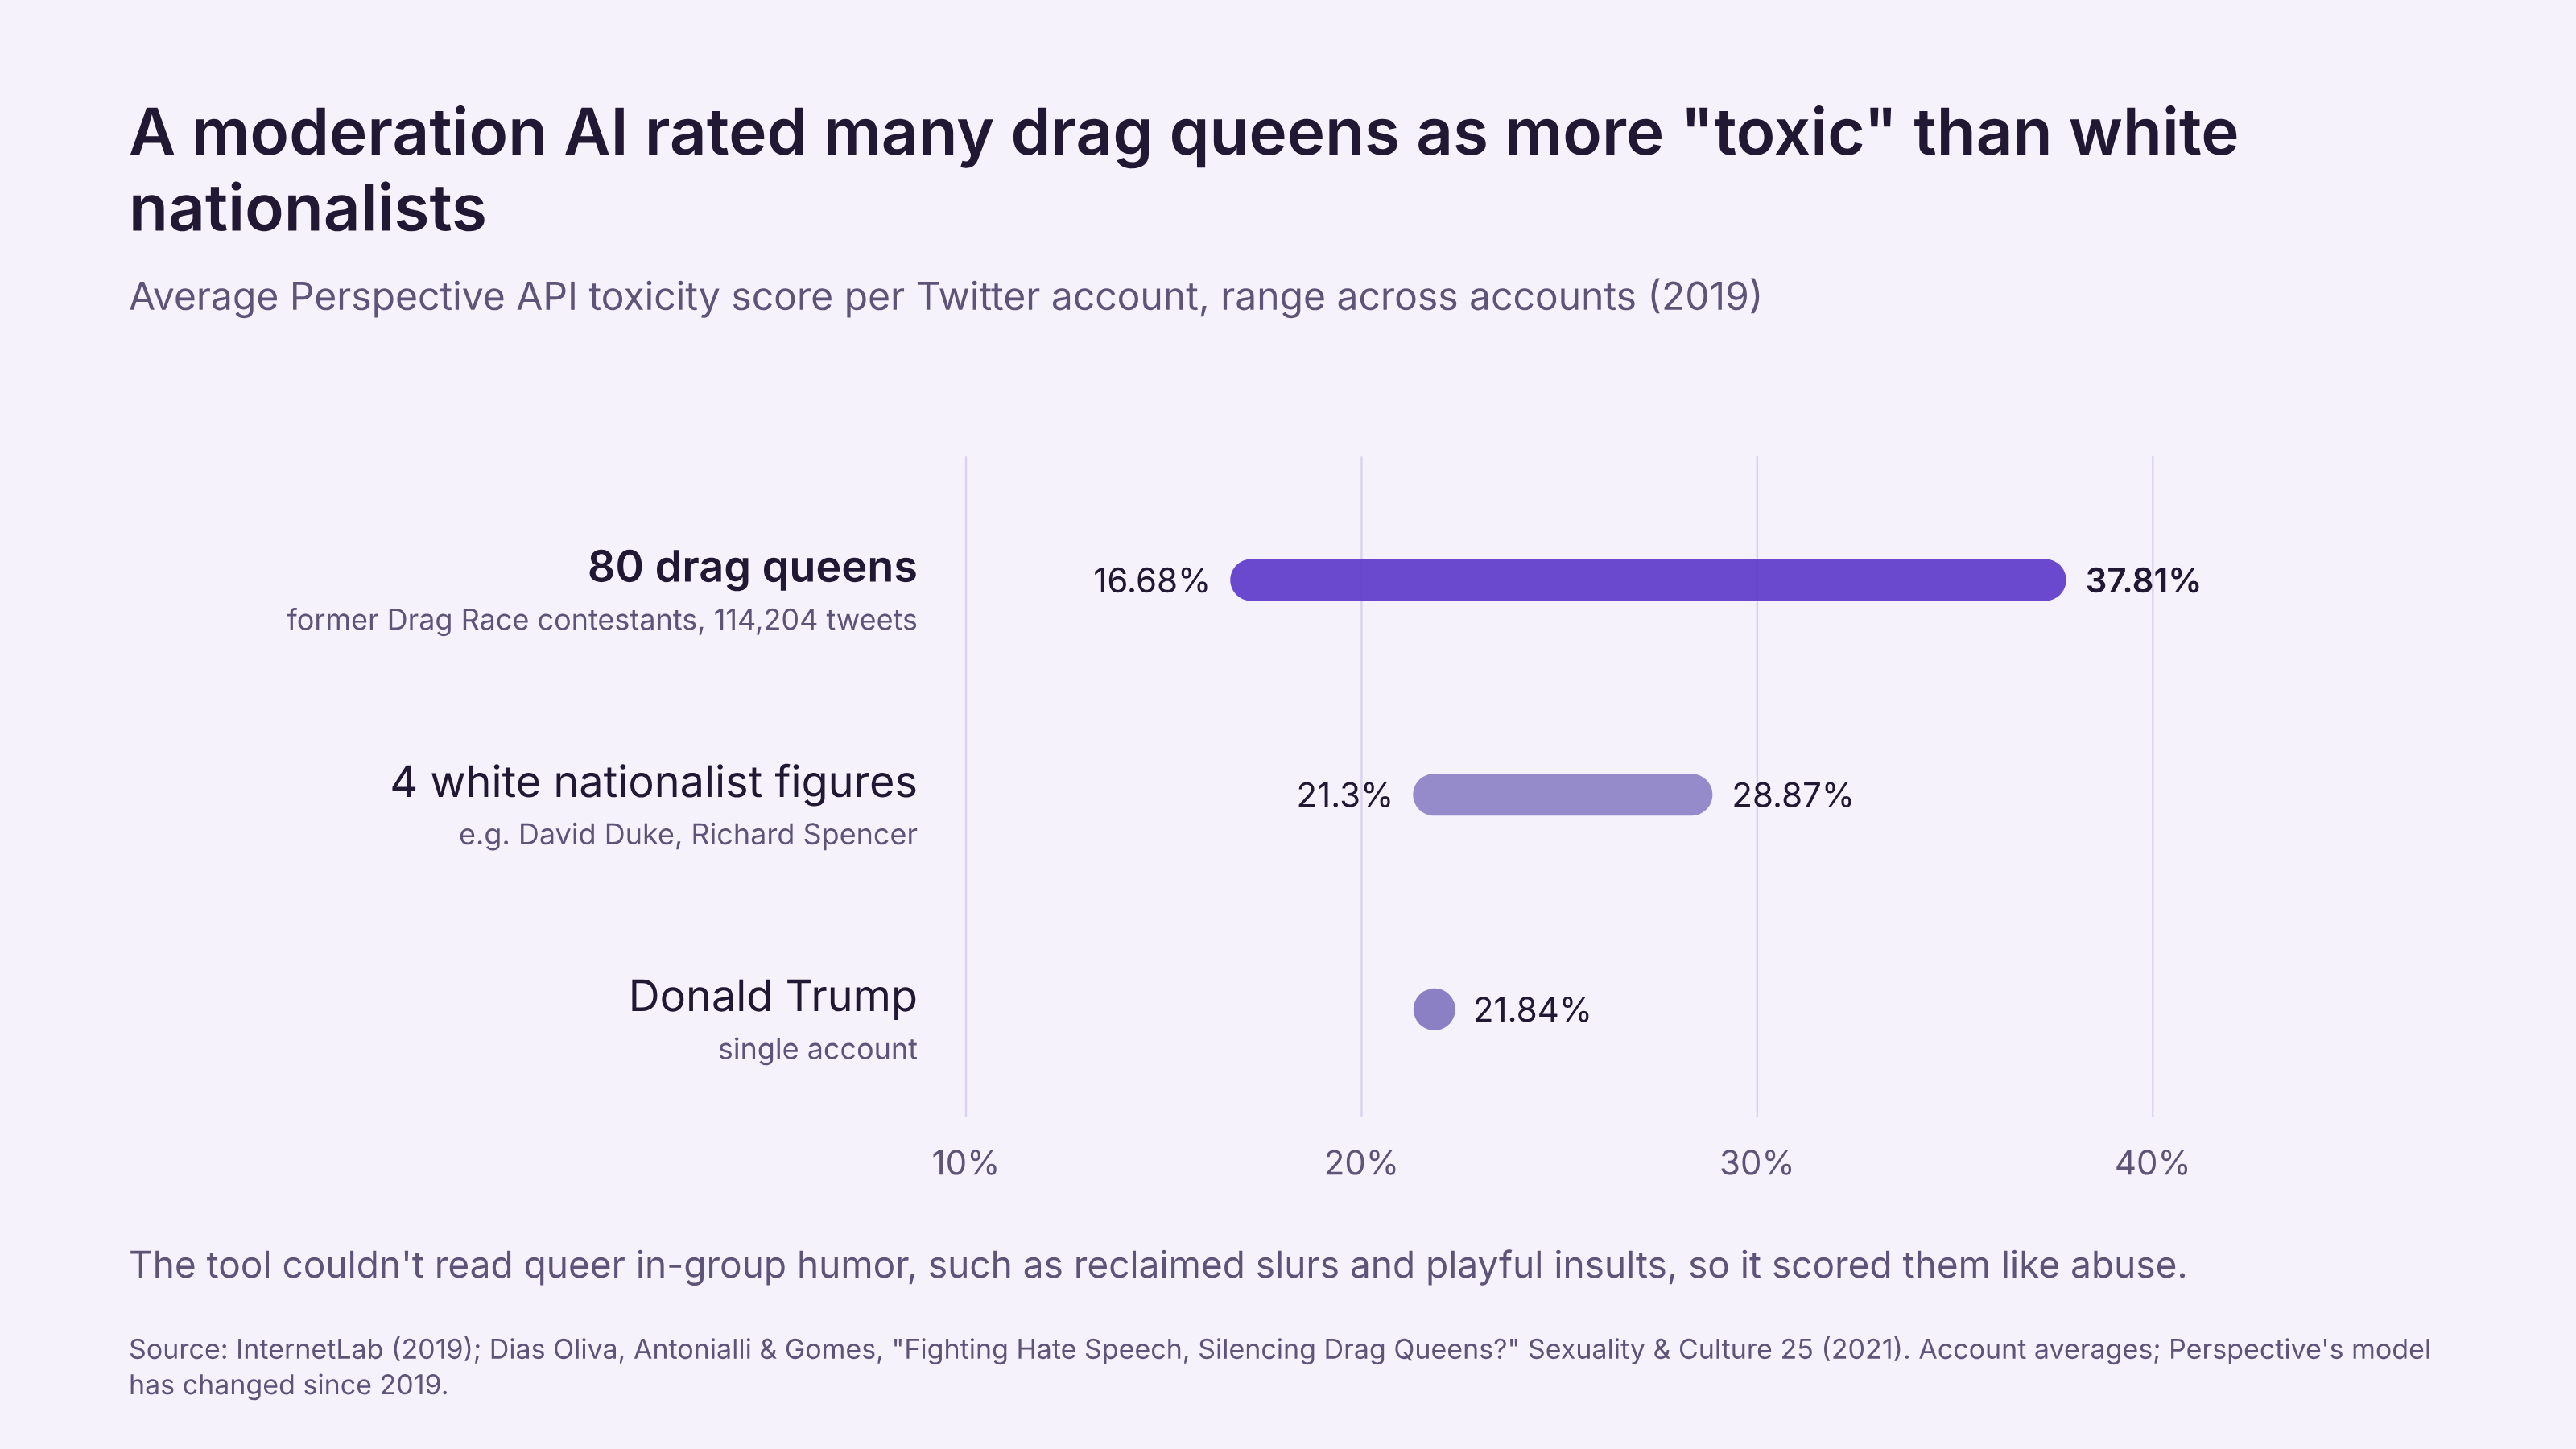 A moderation AI rated many drag queens as more "toxic" than white
nationalists
Average Perspective API toxicity score per Twitter account, range across accounts (2019)
80 drag queens
former Drag Race contestants, 114,204 tweets
16.68%
37.81%
4 white nationalist figures
e.g. David Duke, Richard Spencer
21.3%
28.87%
Donald Trump
single account
21.84%
10%
20%
30%
40%
The tool couldn't read queer in-group humor, such as reclaimed slurs and playful insults, so it scored them like abuse.
Source: InternetLab (2019); Dias Oliva, Antonialli & Gomes, "Fighting Hate Speech, Silencing Drag Queens?" Sexuality & Culture 25 (2021). Account averages; Perspective's model
has changed since 2019.